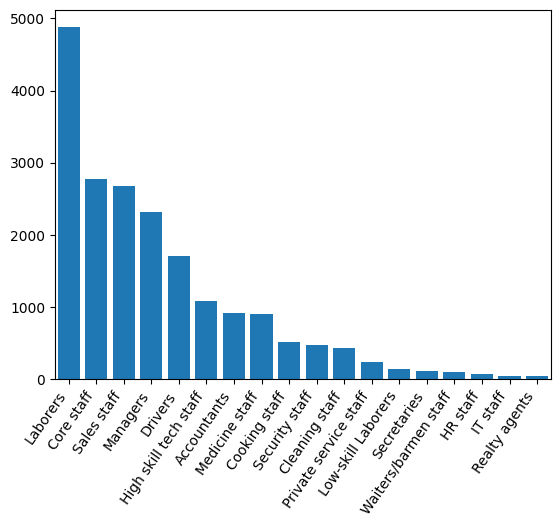 5000
4000
3000
2000
1000
0
Laborers
Core staff
Sales staff
Managers
Drivers
High skill tech staff
Accountants
Medicine staff
Cooking staff
Security staff
Cleaning staff
Private service staff
Low-skill Laborers
Secretaries
Waiters/barmen staff
HR staff
IT staff
Realty agents